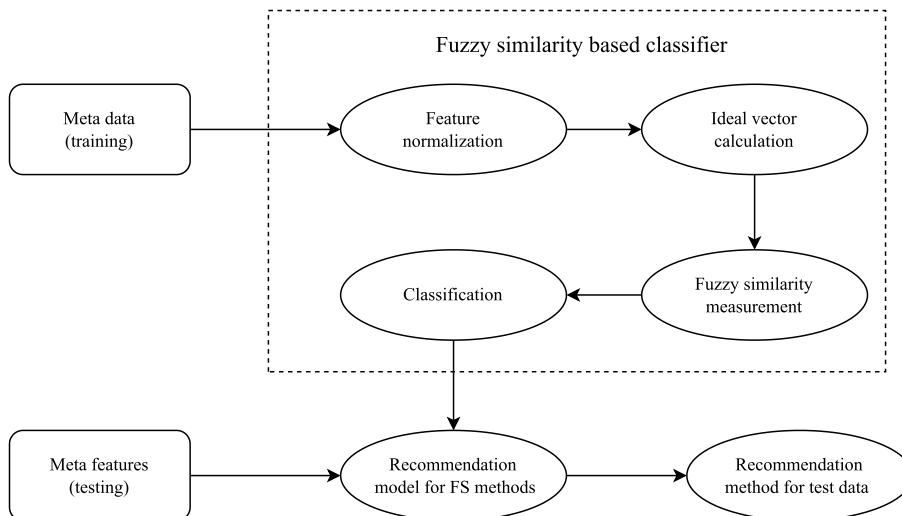 Fuzzy similarity based classifier
Meta data
(training)
Feature
normalization
Ideal vector
calculation
Classification
Fuzzy similarity
measurement
Meta features
(testing)
Recommendation
model for FS methods
Recommendation
method for test data